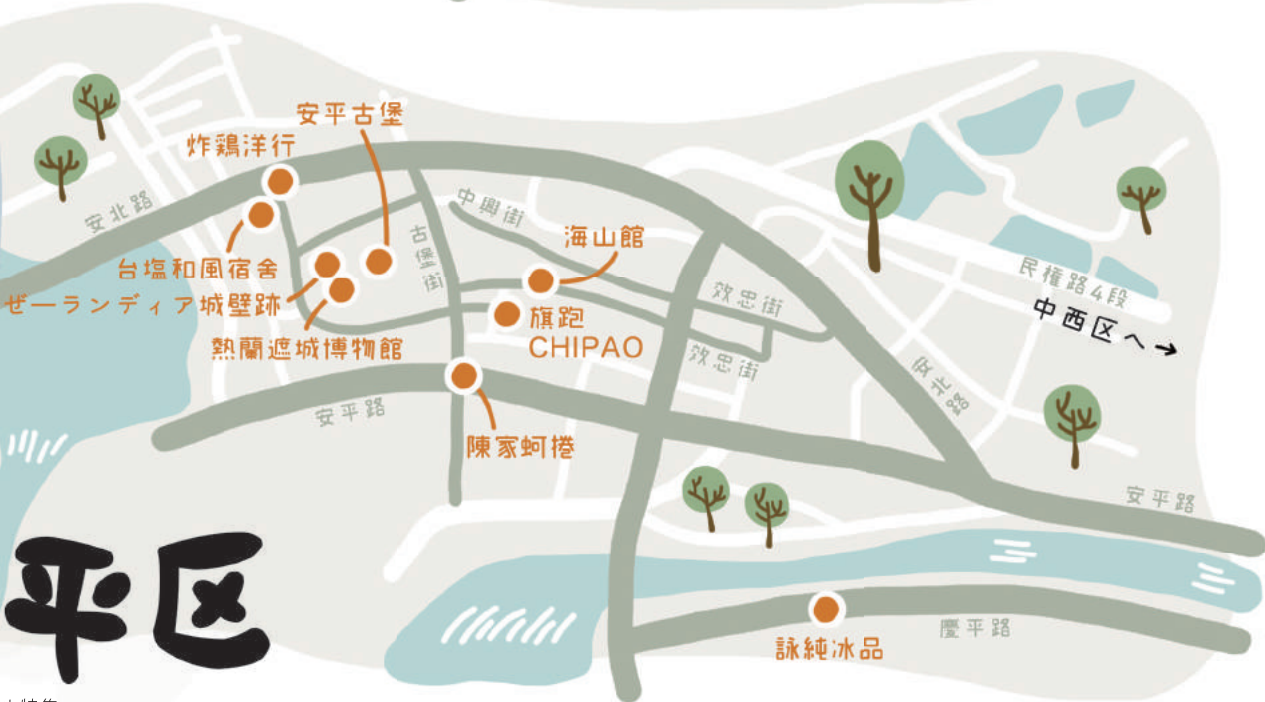 安平古堡
炸鶏洋行
安北路
中興街
古堡街
海山館
台塩和風宿舎
ぜーランディア城壁跡
熱蘭遮城博物館
旗跑
CHIPAO
效忠街
效忠街
民權路4段
中西区へ→
安北路
安平路
陳家蚵捲
安平路
平区
慶平路
詠純冰品